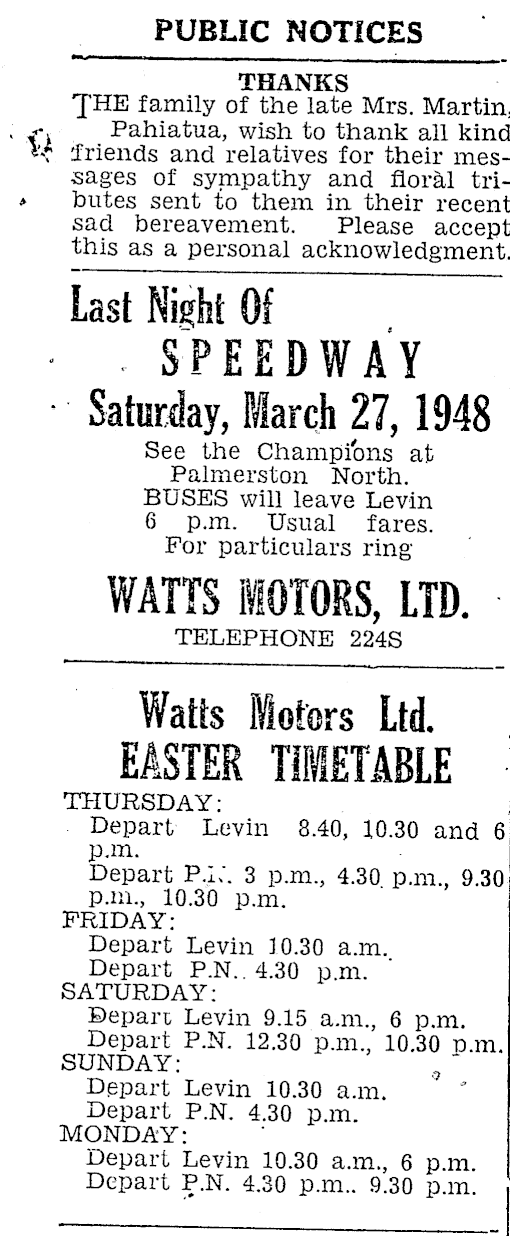 PUBLIC NOTICES
THANKS
THE family of the late Mrs. Martin,
Pahiatua, wish to thank all kind
friends and relatives for their mes-
sages of sympathy and floral tri-
butes sent to them in their recent
sad bereavement. Please accept
this as a personal acknowledgment.
Last Night Of
SPEEDWAY
Saturday, March 27, 1948
See the Champions at
Palmerston North.
BUSES will leave Levin
6 p.m. Usual fares.
For particulars ring
WATTS MOTORS, LTD.
TELEPHONE 224S
Watts Motors Ltd.
EASTER TIMETABLE
THURSDAY:
Depart Levin 8.40, 10.30 and 6
p.m.
Depart P.N. 3 p.m., 4.30 p.m., 9.30
p.m., 10.30 p.m.
FRIDAY:
Depart Levin 10.30 a.m.
Depart P.N. 4.30 p.m.
SATURDAY:
Depart Levin 9.15 a.m., 6 p.m.
Depart P.N. 12.30 p.m., 10.30 p.m.
SUNDAY:
Depart Levin 10.30 a.m.
Depart P.N. 4.30 p.m.
MONDAY:
Depart Levin 10.30 a.m., 6 p.m.
Depart P.N. 4.30 p.m.. 9.30 p.m.